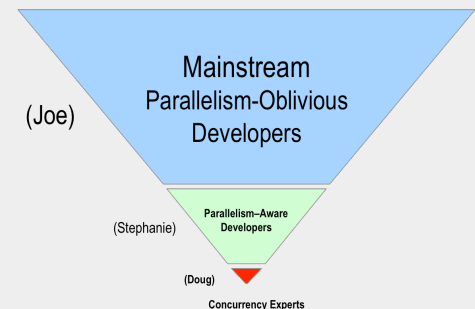 Mainstream
Parallelism-Oblivious
Developers
(Joe)
Parallelism–Aware
Developers
(Stephanie)
(Doug)
Concurrency Experts